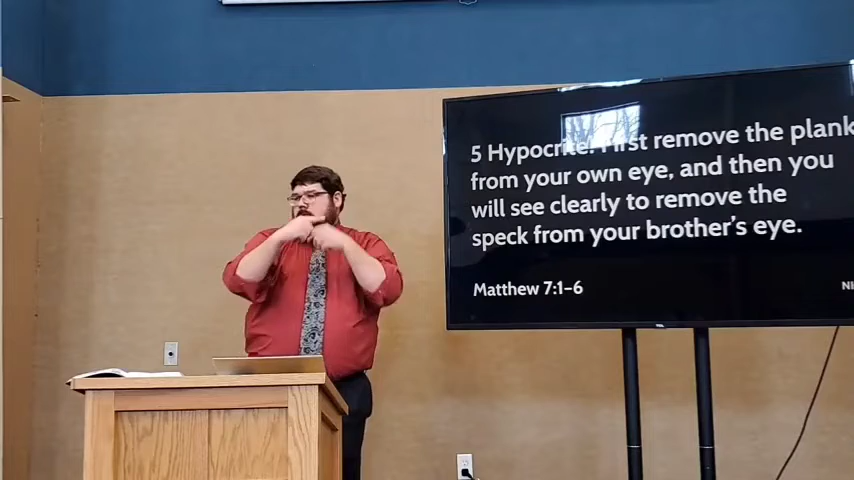 5 Hypocrite! First remove the plank
from your own eye, and then you
will see clearly to remove the
speck from your brother's eye.
Matthew 7:1-6